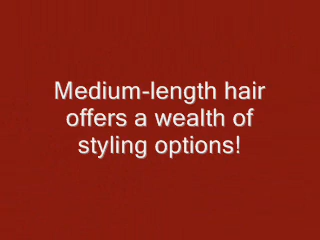 Medium-length hair
offers a wealth of
styling options!